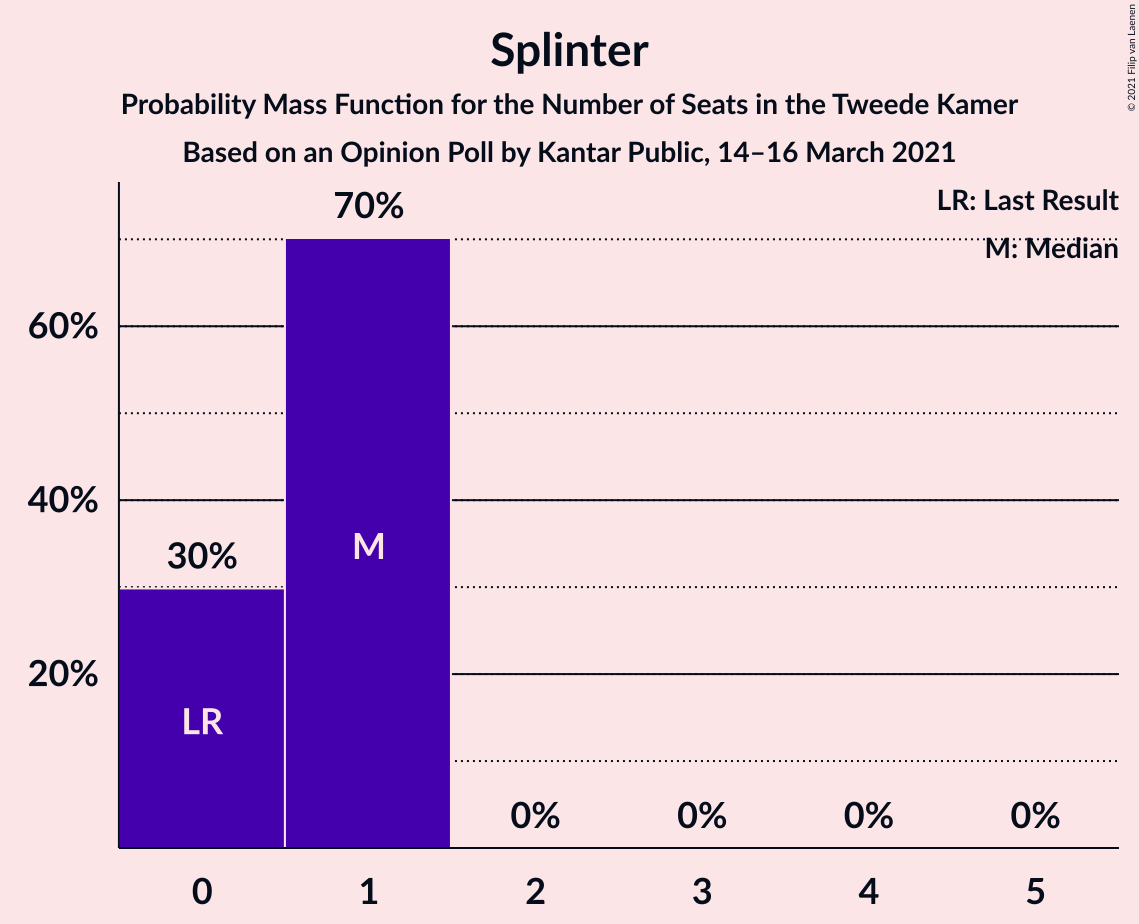 Splinter
Probability Mass Function for the Number of Seats in the Tweede Kamer
Based on an Opinion Poll by Kantar Public, 14–16 March 2021
© 2021 Filip van Laenen
LR: Last Result
M: Median
70%
60%
40%
30%
20%
M
LR
0%
0%
0%
0%
0
1
2
3
4
5